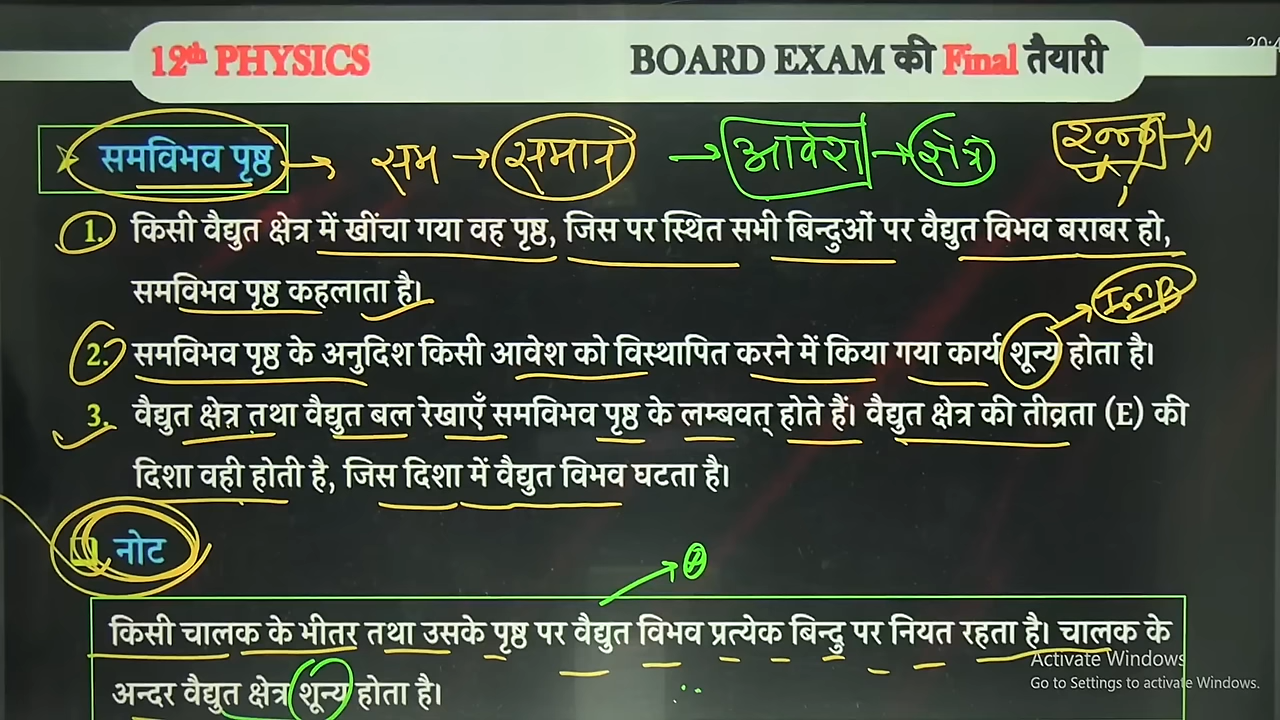 12th PHYSICS
BOARD EXAM की Final तैयारी
20:4
समविभव पृष्ठ → सम → समान → आवेश → क्षेत्र
1. किसी वैद्युत क्षेत्र में खींचा गया वह पृष्ठ, जिस पर स्थित सभी बिन्दुओं पर वैद्युत विभव बराबर हो,
समविभव पृष्ठ कहलाता है।
Imp
2. समविभव पृष्ठ के अनुदिश किसी आवेश को विस्थापित करने में किया गया कार्य शून्य होता है।
3. वैद्युत क्षेत्र तथा वैद्युत बल रेखाएँ समविभव पृष्ठ के लम्बवत् होते हैं। वैद्युत क्षेत्र की तीव्रता (E) की
दिशा वही होती है, जिस दिशा में वैद्युत विभव घटता है।
नोट
किसी चालक के भीतर तथा उसके पृष्ठ पर वैद्युत विभव प्रत्येक बिन्दु पर नियत रहता है। चालक के
अन्दर वैद्युत क्षेत्र शून्य होता है।
Activate Windows
Go to Settings to activate Windows.